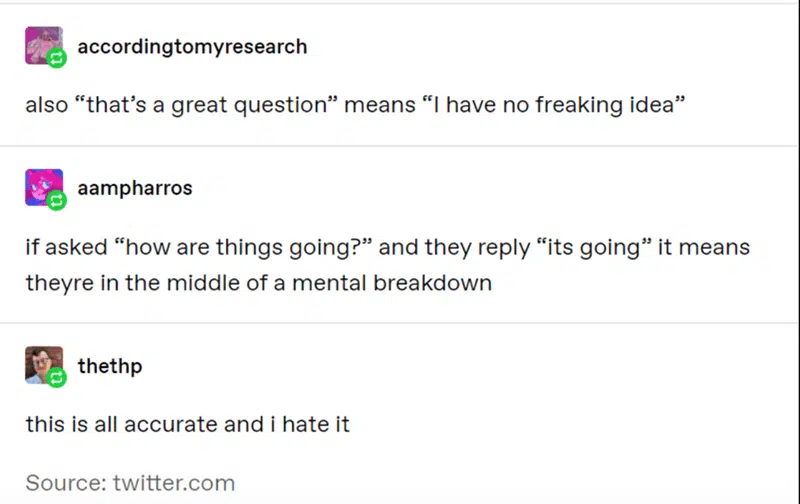 accordingtomyresearch
also “that’s a great question” means “I have no freaking idea”
aampharros
if asked “how are things going?” and they reply “its going” it means
theyre in the middle of a mental breakdown
thethp
this is all accurate and i hate it
Source: twitter.com